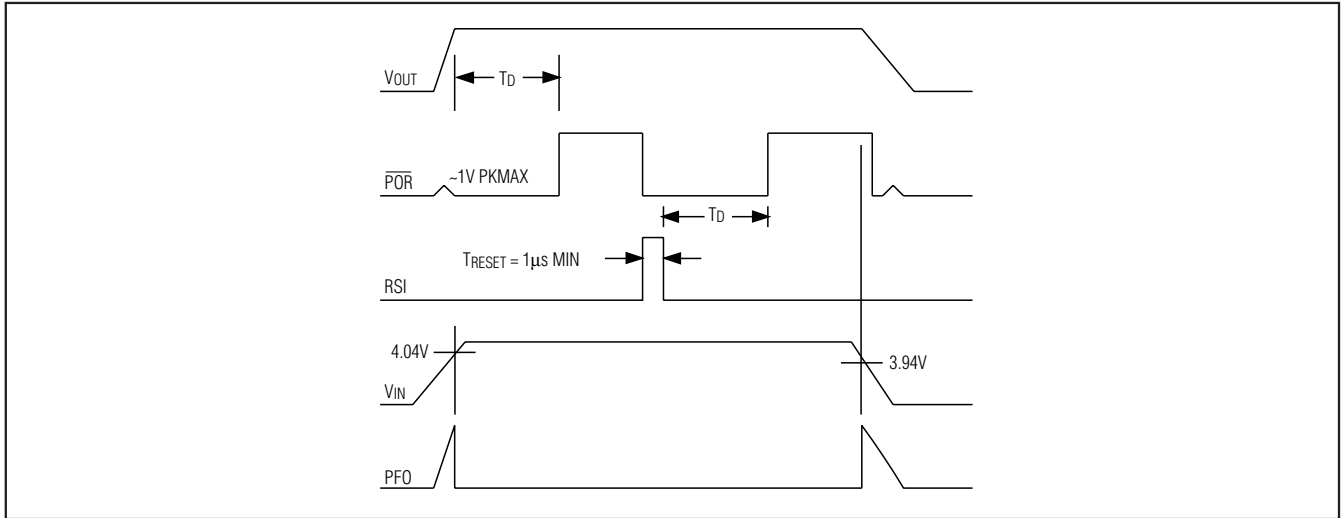 VOUT
TD
POR
~1V PKMAX
TD
TRESET = 1µs MIN
RSI
4.04V
3.94V
VIN
PFO